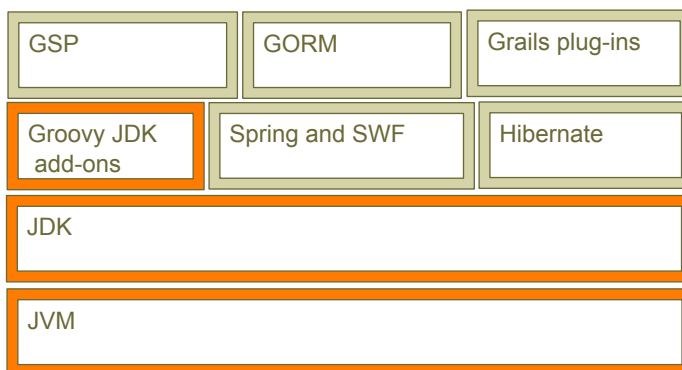 GSP
GORM
Grails plug-ins
Groovy JDK
add-ons
Spring and SWF
Hibernate
JDK
JVM